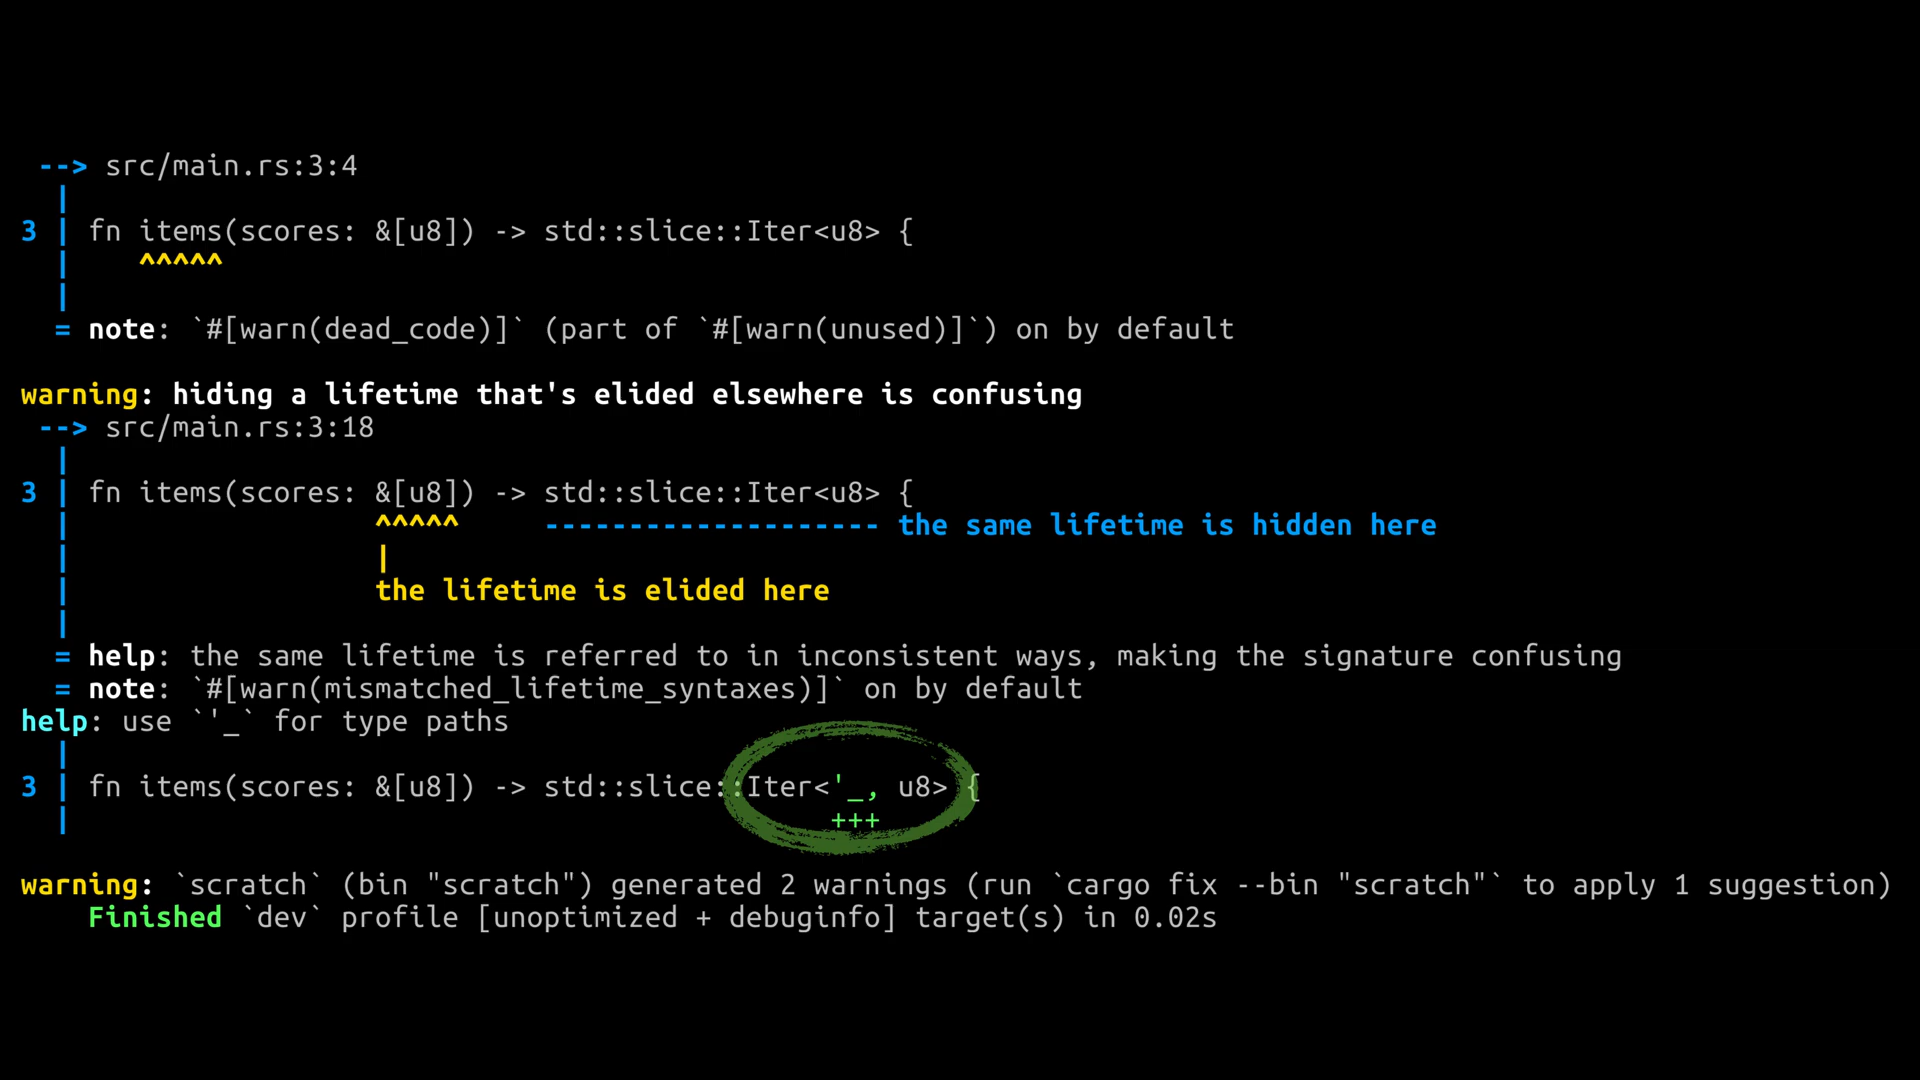 --> src/main.rs:3:4
|
3 | fn items(scores: &[u8]) -> std::slice::Iter<u8> {
| ^^^^^
|
= note: `#[warn(dead_code)]` (part of `#[warn(unused)]`) on by default
warning: hiding a lifetime that's elided elsewhere is confusing
--> src/main.rs:3:18
|
3 | fn items(scores: &[u8]) -> std::slice::Iter<u8> {
| ^^^^^ -------------------- the same lifetime is hidden here
| |
| the lifetime is elided here
|
= help: the same lifetime is referred to in inconsistent ways, making the signature confusing
= note: `#[warn(mismatched_lifetime_syntaxes)]` on by default
help: use `'_` for type paths
|
3 | fn items(scores: &[u8]) -> std::slice::Iter<'_, u8> {
| +++
warning: `scratch` (bin "scratch") generated 2 warnings (run `cargo fix --bin "scratch"` to apply 1 suggestion)
Finished `dev` profile [unoptimized + debuginfo] target(s) in 0.02s